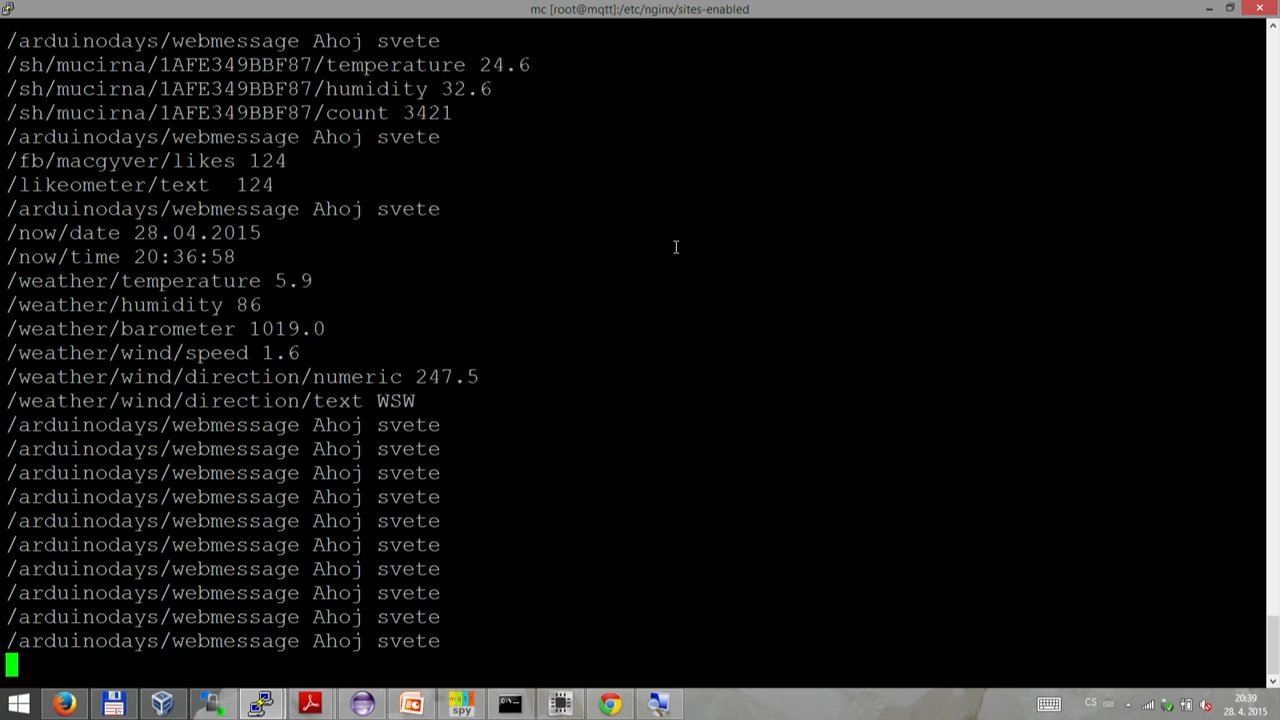 mc [root@mqtt]:/etc/nginx/sites-enabled
/arduinodays/webmessage Ahoj svete
/sh/mucirna/1AFE349BBF87/temperature 24.6
/sh/mucirna/1AFE349BBF87/humidity 32.6
/sh/mucirna/1AFE349BBF87/count 3421
/arduinodays/webmessage Ahoj svete
/fb/macgyver/likes 124
/likeometer/text  124
/arduinodays/webmessage Ahoj svete
/now/date 28.04.2015
/now/time 20:36:58
/weather/temperature 5.9
/weather/humidity 86
/weather/barometer 1019.0
/weather/wind/speed 1.6
/weather/wind/direction/numeric 247.5
/weather/wind/direction/text WSW
/arduinodays/webmessage Ahoj svete
/arduinodays/webmessage Ahoj svete
/arduinodays/webmessage Ahoj svete
/arduinodays/webmessage Ahoj svete
/arduinodays/webmessage Ahoj svete
/arduinodays/webmessage Ahoj svete
/arduinodays/webmessage Ahoj svete
/arduinodays/webmessage Ahoj svete
/arduinodays/webmessage Ahoj svete
/arduinodays/webmessage Ahoj svete
mqtt
spy
CS
20:39
28. 4. 2015